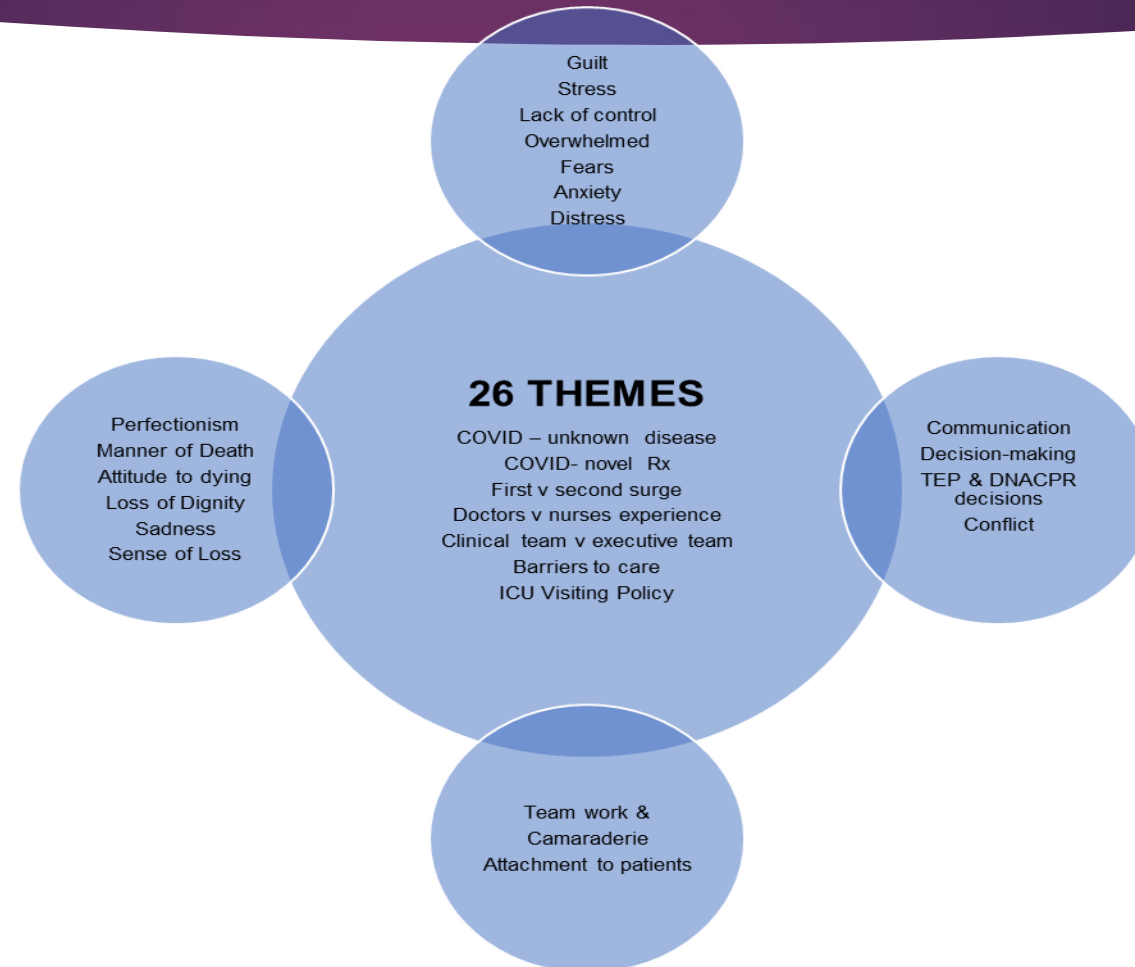 Guilt
Stress
Lack of control
Overwhelmed
Fears
Anxiety
Distress
26 THEMES
COVID – unknown disease
COVID- novel Rx
First v second surge
Doctors v nurses experience
Clinical team v executive team
Barriers to care
ICU Visiting Policy
Perfectionism
Manner of Death
Attitude to dying
Loss of Dignity
Sadness
Sense of Loss
Communication
Decision-making
TEP & DNACPR
decisions
Conflict
Team work &
Camaraderie
Attachment to patients